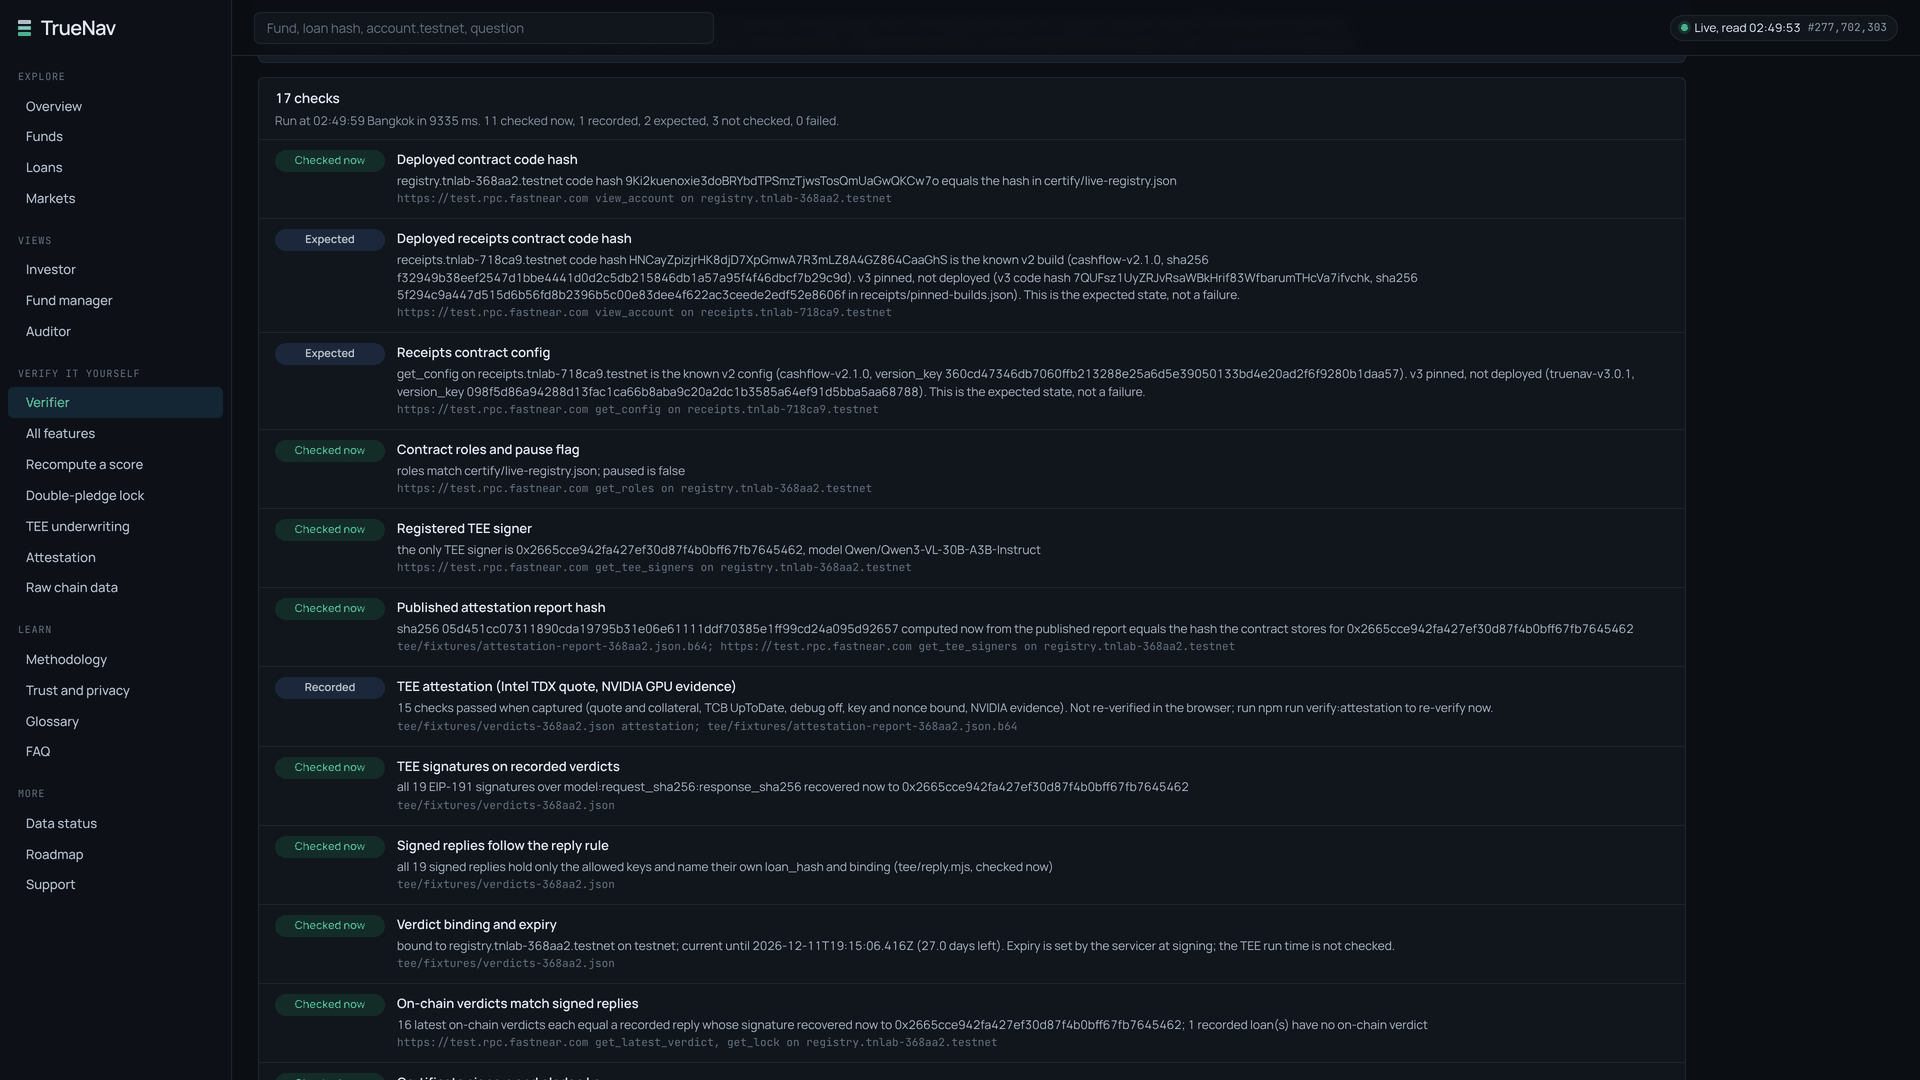 TrueNav
Fund, loan hash, account.testnet, question
Live, read 02:49:53 #277,702,303
EXPLORE
Overview
Funds
Loans
Markets
VIEWS
Investor
Fund manager
Auditor
VERIFY IT YOURSELF
Verifier
All features
Recompute a score
Double-pledge lock
TEE underwriting
Attestation
Raw chain data
LEARN
Methodology
Trust and privacy
Glossary
FAQ
MORE
Data status
Roadmap
Support
17 checks
Run at 02:49:59 Bangkok in 9335 ms. 11 checked now, 1 recorded, 2 expected, 3 not checked, 0 failed.
Checked now
Deployed contract code hash
registry.tnlab-368aa2.testnet code hash 9Ki2kuenoxie3doBRYbdTPSmzTjwsTosQmUaGwQKCw7o equals the hash in certify/live-registry.json
https://test.rpc.fastnear.com view_account on registry.tnlab-368aa2.testnet
Expected
Deployed receipts contract code hash
receipts.tnlab-718ca9.testnet code hash HNCayZpizjrHK8djD7XpGmwA7R3mLZ8A4GZ864CaaGhS is the known v2 build (cashflow-v2.1.0, sha256
f32949b38eef2547d1bbe4441d0d2c5db215846db1a57a95f4f46dbcf7b29c9d). v3 pinned, not deployed (v3 code hash 7QUFsz1UyZRJvRsaWBkHrif83WfbarumTHcVa7ifvchk, sha256
5f294c9a447d515d6b56fd8b2396b5c00e83dee4f622ac3ceede2edf52e8606f in receipts/pinned-builds.json). This is the expected state, not a failure.
https://test.rpc.fastnear.com view_account on receipts.tnlab-718ca9.testnet
Expected
Receipts contract config
get_config on receipts.tnlab-718ca9.testnet is the known v2 config (cashflow-v2.1.0, version_key 360cd47346db7060ffb213288e25a6d5e39050133bd4e20ad2f6f9280b1daa57). v3 pinned, not deployed (truenav-v3.0.1,
version_key 098f5d86a94288d13fac1ca66b8aba9c20a2dc1b3585a64ef91d5bba5aa68788). This is the expected state, not a failure.
https://test.rpc.fastnear.com get_config on receipts.tnlab-718ca9.testnet
Checked now
Contract roles and pause flag
roles match certify/live-registry.json; paused is false
https://test.rpc.fastnear.com get_roles on registry.tnlab-368aa2.testnet
Checked now
Registered TEE signer
the only TEE signer is 0x2665cce942fa427ef30d87f4b0bff67fb7645462, model Qwen/Qwen3-VL-30B-A3B-Instruct
https://test.rpc.fastnear.com get_tee_signers on registry.tnlab-368aa2.testnet
Checked now
Published attestation report hash
sha256 05d451cc07311890cda19795b31e06e61111ddf70385e1ff99cd24a095d92657 computed now from the published report equals the hash the contract stores for 0x2665cce942fa427ef30d87f4b0bff67fb7645462
tee/fixtures/attestation-report-368aa2.json.b64; https://test.rpc.fastnear.com get_tee_signers on registry.tnlab-368aa2.testnet
Recorded
TEE attestation (Intel TDX quote, NVIDIA GPU evidence)
15 checks passed when captured (quote and collateral, TCB UpToDate, debug off, key and nonce bound, NVIDIA evidence). Not re-verified in the browser; run npm run verify:attestation to re-verify now.
tee/fixtures/verdicts-368aa2.json attestation; tee/fixtures/attestation-report-368aa2.json.b64
Checked now
TEE signatures on recorded verdicts
all 19 EIP-191 signatures over model:request_sha256:response_sha256 recovered now to 0x2665cce942fa427ef30d87f4b0bff67fb7645462
tee/fixtures/verdicts-368aa2.json
Checked now
Signed replies follow the reply rule
all 19 signed replies hold only the allowed keys and name their own loan_hash and binding (tee/reply.mjs, checked now)
tee/fixtures/verdicts-368aa2.json
Checked now
Verdict binding and expiry
bound to registry.tnlab-368aa2.testnet on testnet; current until 2026-12-11T19:15:06.416Z (27.0 days left). Expiry is set by the servicer at signing; the TEE run time is not checked.
tee/fixtures/verdicts-368aa2.json
Checked now
On-chain verdicts match signed replies
16 latest on-chain verdicts each equal a recorded reply whose signature recovered now to 0x2665cce942fa427ef30d87f4b0bff67fb7645462; 1 recorded loan(s) have no on-chain verdict
https://test.rpc.fastnear.com get_latest_verdict, get_lock on registry.tnlab-368aa2.testnet